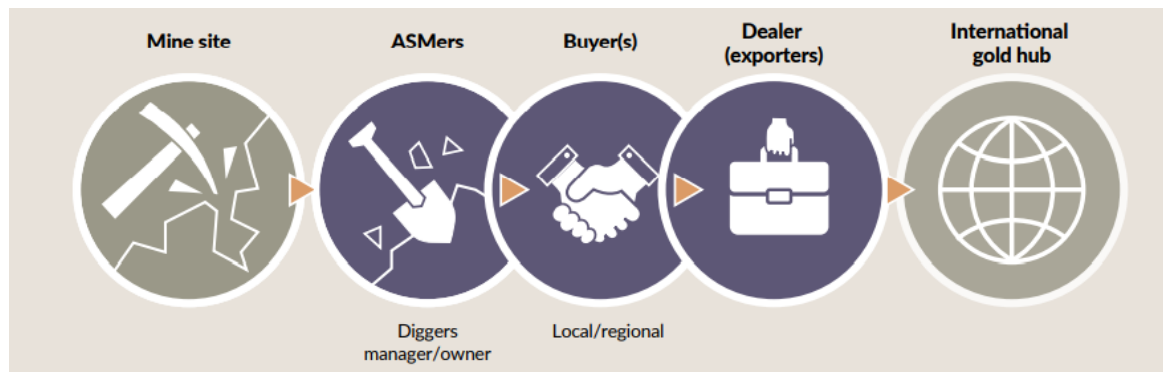 Mine site
ASMers
Buyer(s)
Dealer
(exporters)
International
gold hub
Diggers
manager/owner
Local/regional